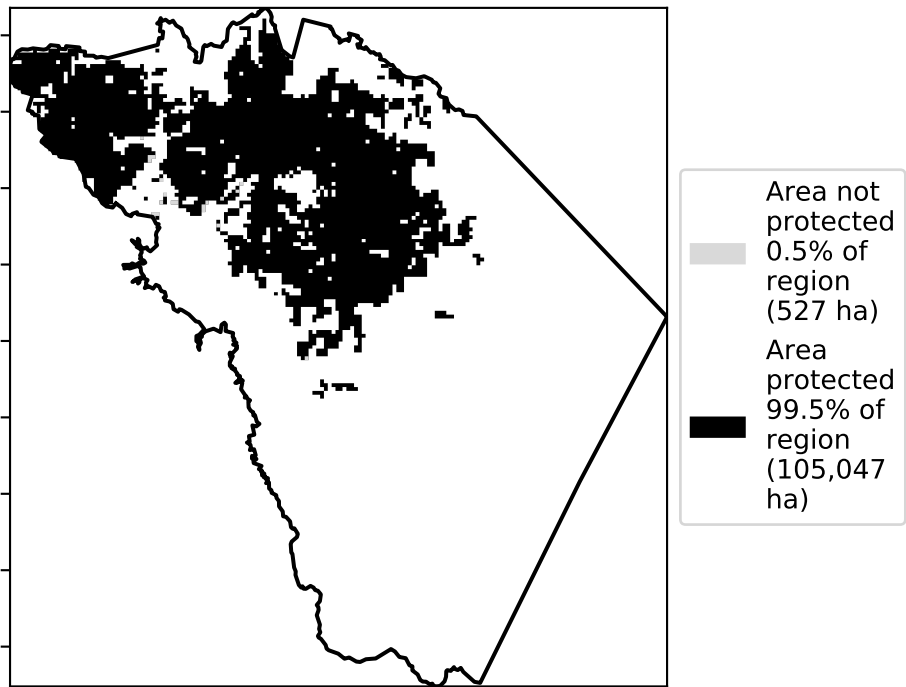 Area not
protected
0.5% of
region
(527 ha)
Area
protected
99.5% of
region
(105,047
ha)